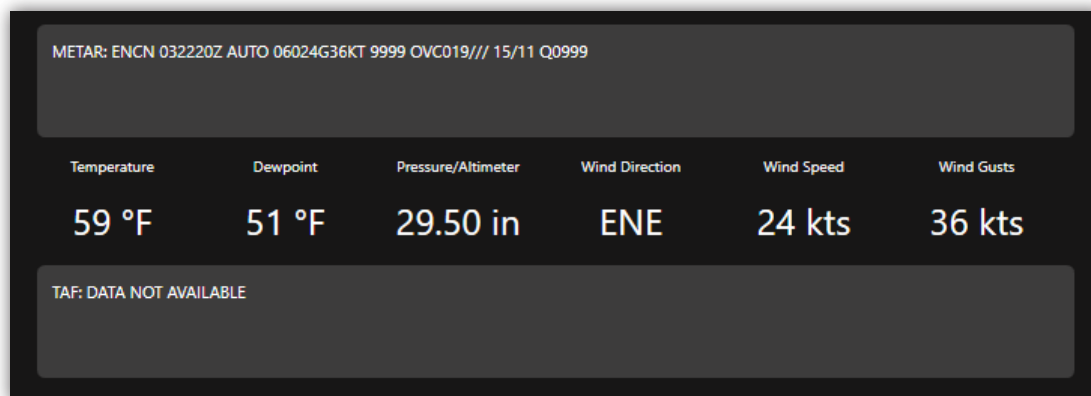 METAR: ENCN 032220Z AUTO 06024G36KT 9999 OVC019/// 15/11 Q0999
Temperature Dewpoint Pressure/Altimeter Wind Direction Wind Speed Wind Gusts
59 °F 51 °F 29.50 in ENE 24 kts 36 kts
TAF: DATA NOT AVAILABLE